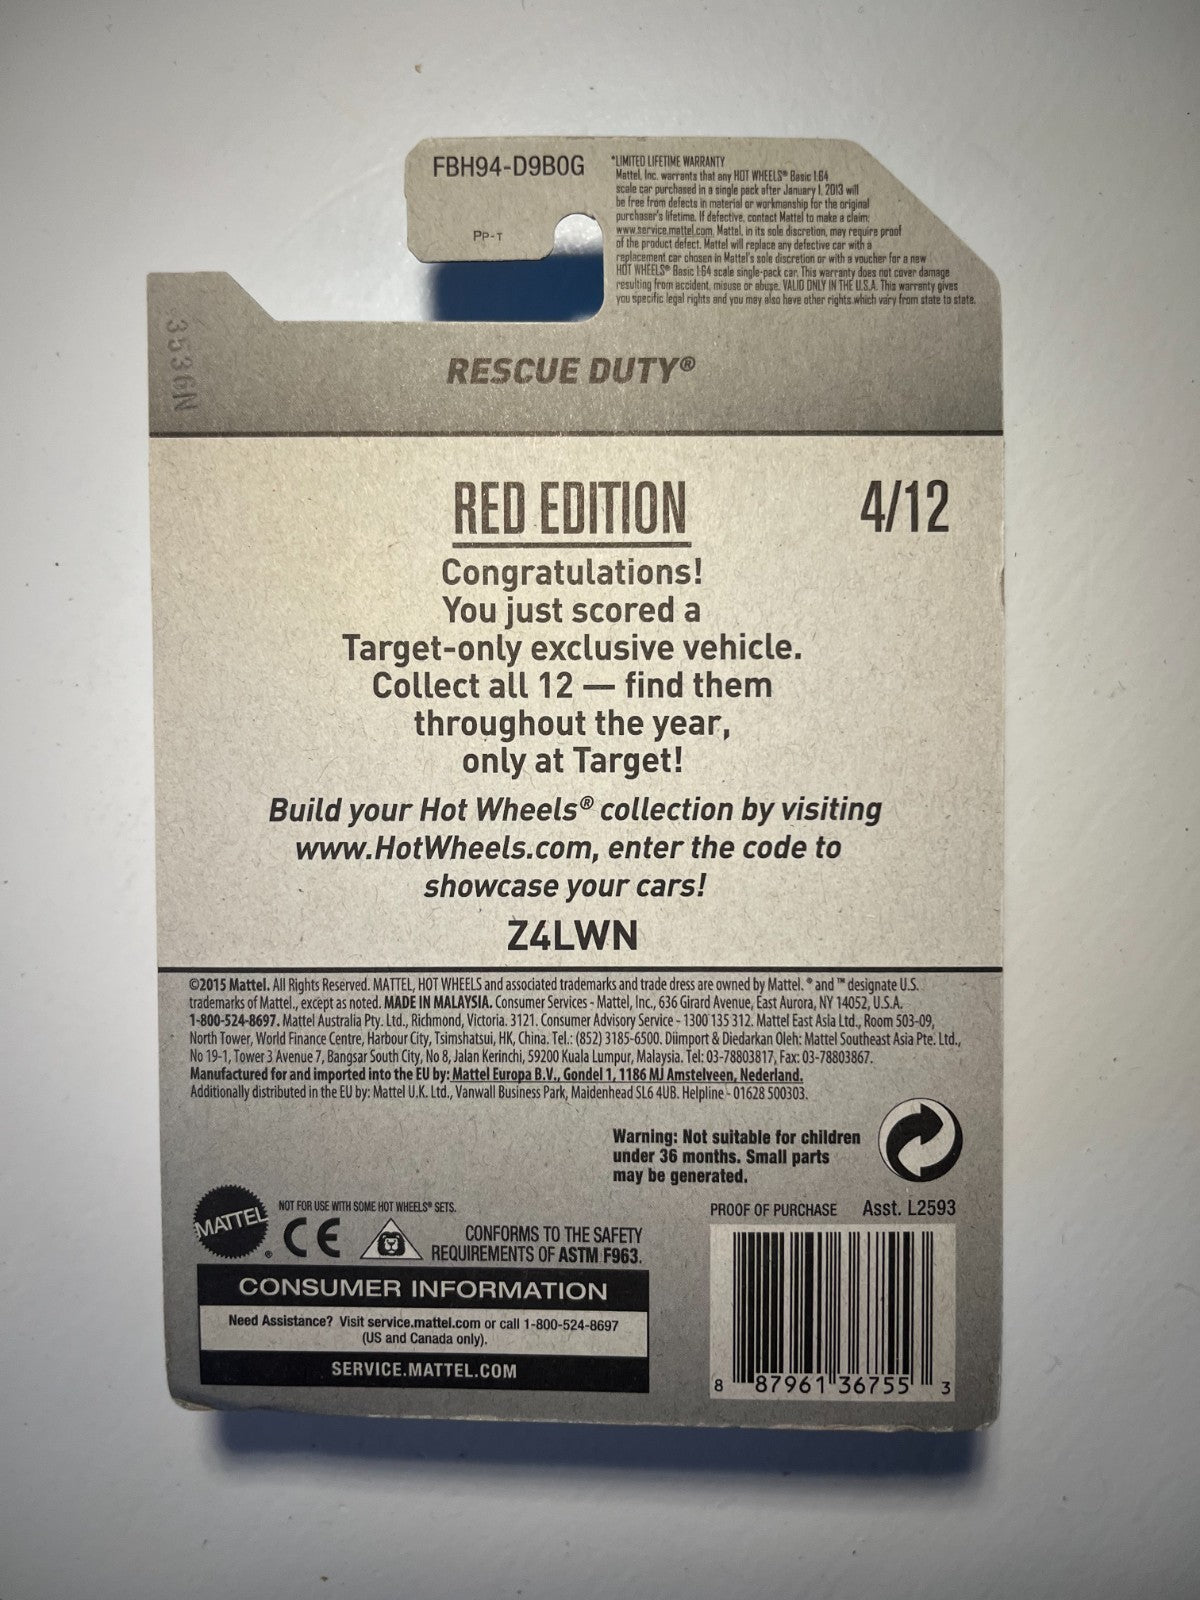 FBH94-D9B0G
PP-T
*LIMITED LIFETIME WARRANTY
Mattel, Inc. warrants that any HOT WHEELS® Basic 1:64
scale car purchased in a single pack after January 1, 2013 will
be free from defects in material or workmanship for the original
purchaser's lifetime. If defective, contact Mattel to make a claim:
www.service.mattel.com. Mattel, in its sole discretion, may require proof
of the product defect. Mattel will replace any defective car with a
replacement car chosen in Mattel's sole discretion or with a voucher for a new
HOT WHEELS® Basic 1:64 scale single-pack car. This warranty does not cover damage
resulting from accident, misuse or abuse. VALID ONLY IN THE U.S.A. This warranty gives
you specific legal rights and you may also have other rights which vary from state to state.
3536N
RESCUE DUTY®
RED EDITION
4/12
Congratulations!
You just scored a
Target-only exclusive vehicle.
Collect all 12 — find them
throughout the year,
only at Target!
Build your Hot Wheels® collection by visiting
www.HotWheels.com, enter the code to
showcase your cars!
Z4LWN
©2015 Mattel. All Rights Reserved. MATTEL, HOT WHEELS and associated trademarks and trade dress are owned by Mattel. ® and ™ designate U.S.
trademarks of Mattel., except as noted. MADE IN MALAYSIA. Consumer Services - Mattel, Inc., 636 Girard Avenue, East Aurora, NY 14052, U.S.A.
1-800-524-8697. Mattel Australia Pty. Ltd., Richmond, Victoria. 3121. Consumer Advisory Service - 1300 135 312. Mattel East Asia Ltd., Room 503-09,
North Tower, World Finance Centre, Harbour City, Tsimshatsui, HK, China. Tel.: (852) 3185-6500. Diimport & Diedarkan Oleh: Mattel Southeast Asia Pte. Ltd.,
No 19-1, Tower 3 Avenue 7, Bangsar South City, No 8, Jalan Kerinchi, 59200 Kuala Lumpur, Malaysia. Tel: 03-78803817, Fax: 03-78803867.
Manufactured for and imported into the EU by: Mattel Europa B.V., Gondel 1, 1186 MJ Amstelveen, Nederland.
Additionally distributed in the EU by: Mattel U.K. Ltd., Vanwall Business Park, Maidenhead SL6 4UB. Helpline - 01628 500303.
Warning: Not suitable for children
under 36 months. Small parts
may be generated.
MATTEL®
NOT FOR USE WITH SOME HOT WHEELS® SETS.
CE
CONFORMS TO THE SAFETY
REQUIREMENTS OF ASTM F963.
PROOF OF PURCHASE
Asst. L2593
CONSUMER INFORMATION
Need Assistance? Visit service.mattel.com or call 1-800-524-8697
(US and Canada only).
SERVICE.MATTEL.COM
8 87961 36755 3